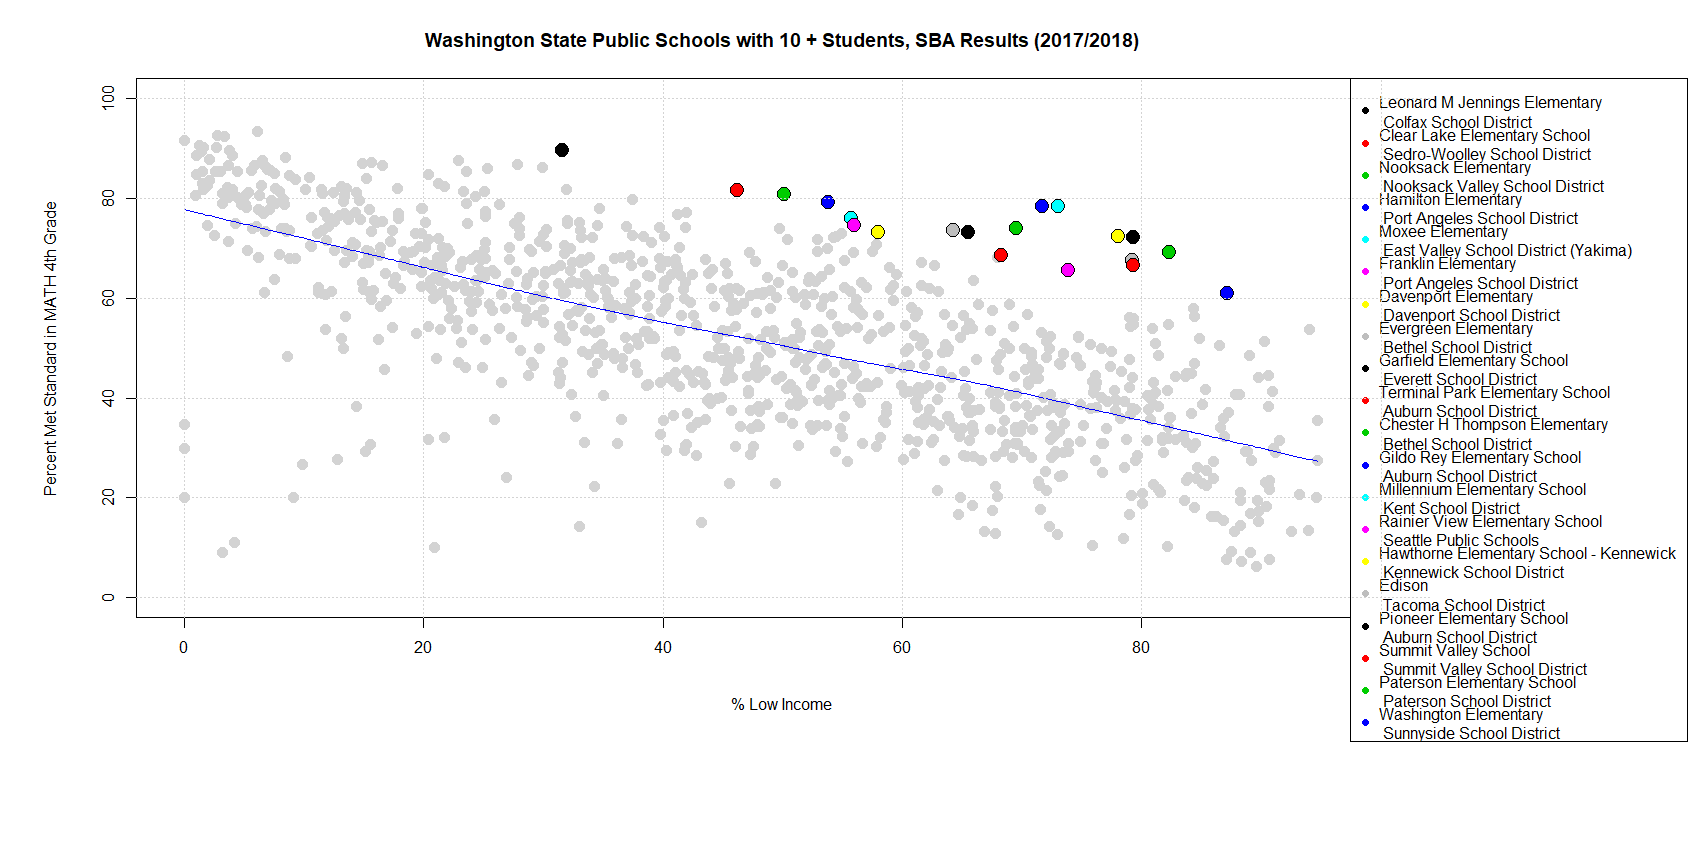 Washington State Public Schools with 10 + Students, SBA Results (2017/2018)
Percent Met Standard in MATH 4th Grade
100
80
60
40
20
0
0
20
40
60
80
% Low Income
Leonard M Jennings Elementary
Colfax School District
Clear Lake Elementary School
Sedro-Woolley School District
Nooksack Elementary
Nooksack Valley School District
Hamilton Elementary
Port Angeles School District
Moxee Elementary
East Valley School District (Yakima)
Franklin Elementary
Port Angeles School District
Davenport Elementary
Davenport School District
Evergreen Elementary
Bethel School District
Garfield Elementary School
Everett School District
Terminal Park Elementary School
Auburn School District
Chester H Thompson Elementary
Bethel School District
Gildo Rey Elementary School
Auburn School District
Millennium Elementary School
Kent School District
Rainier View Elementary School
Seattle Public Schools
Hawthorne Elementary School - Kennewick
Kennewick School District
Edison
Tacoma School District
Pioneer Elementary School
Auburn School District
Summit Valley School
Summit Valley School District
Paterson Elementary School
Paterson School District
Washington Elementary
Sunnyside School District